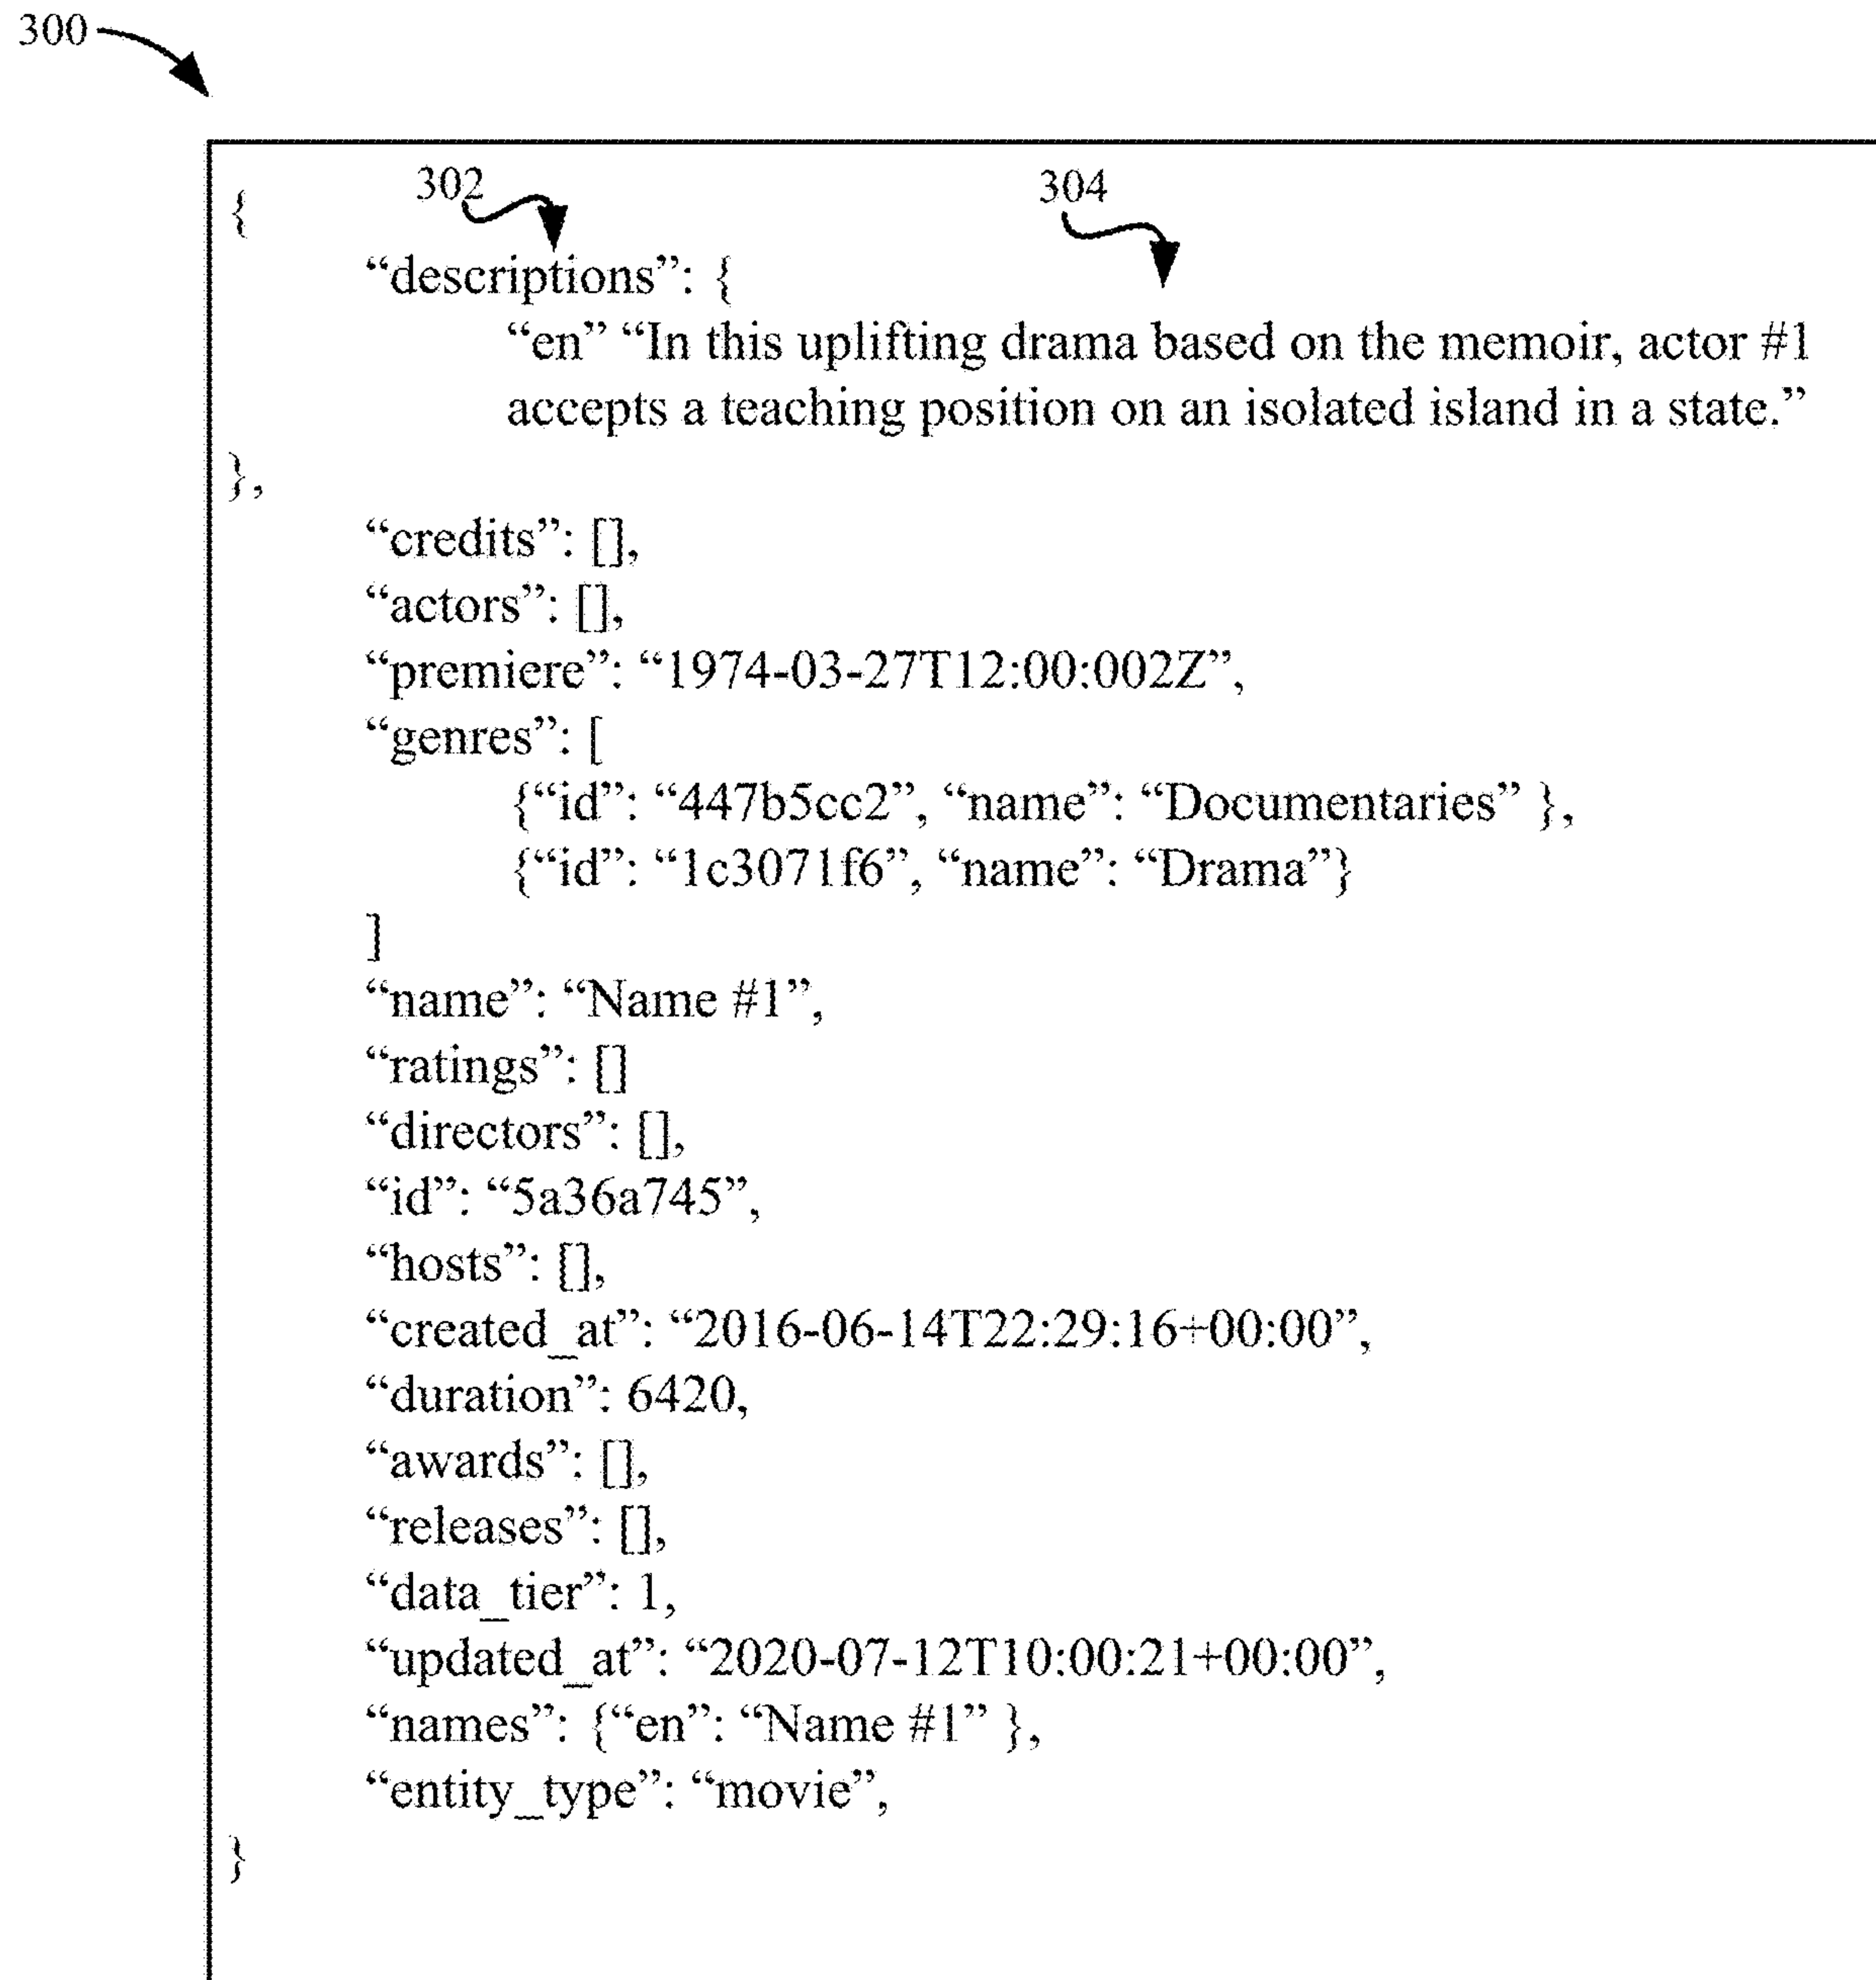 300
302
304
{
“descriptions”: {
“en” “In this uplifting drama based on the memoir, actor #1
accepts a teaching position on an isolated island in a state.”
},
“credits”: [],
“actors”: [],
“premiere”: “1974-03-27T12:00:002Z”,
“genres”: [
{“id”: “447b5cc2”, “name”: “Documentaries” },
{“id”: “1c3071f6”, “name”: “Drama”}
]
“name”: “Name #1”,
“ratings”: []
“directors”: [],
“id”: “5a36a745”,
“hosts”: [],
“created_at”: “2016-06-14T22:29:16+00:00”,
“duration”: 6420,
“awards”: [],
“releases”: [],
“data_tier”: 1,
“updated_at”: “2020-07-12T10:00:21+00:00”,
“names”: {“en”: “Name #1” },
“entity_type”: “movie”,
}